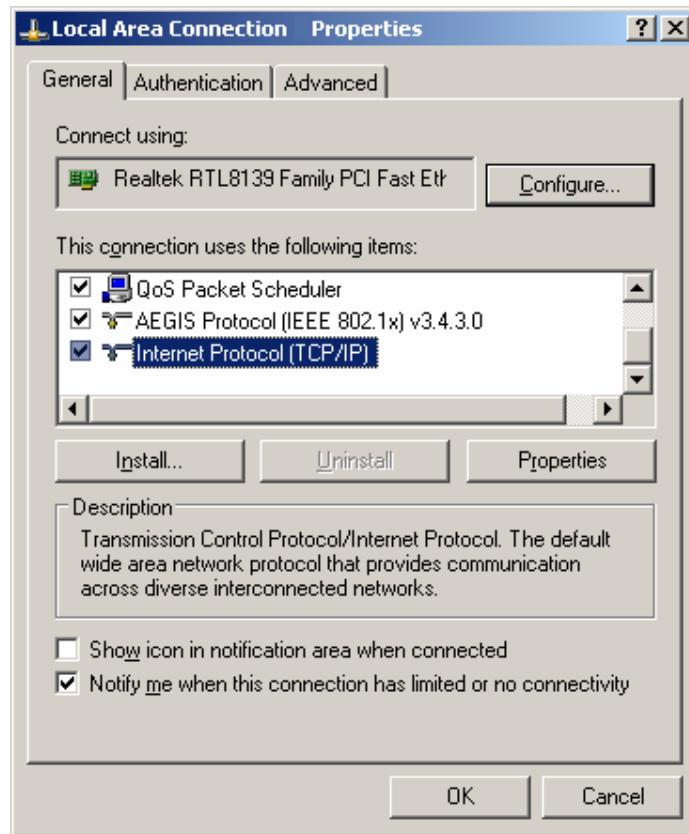 Local Area Connection Properties
General Authentication Advanced
Connect using:
Realtek RTL8139 Family PCI Fast Eth
Configure...
This connection uses the following items:
QoS Packet Scheduler
AEGIS Protocol (IEEE 802.1x) v3.4.3.0
Internet Protocol (TCP/IP)
Install... Uninstall Properties
Description
Transmission Control Protocol/Internet Protocol. The default
wide area network protocol that provides communication
across diverse interconnected networks.
Show icon in notification area when connected
Notify me when this connection has limited or no connectivity
OK Cancel